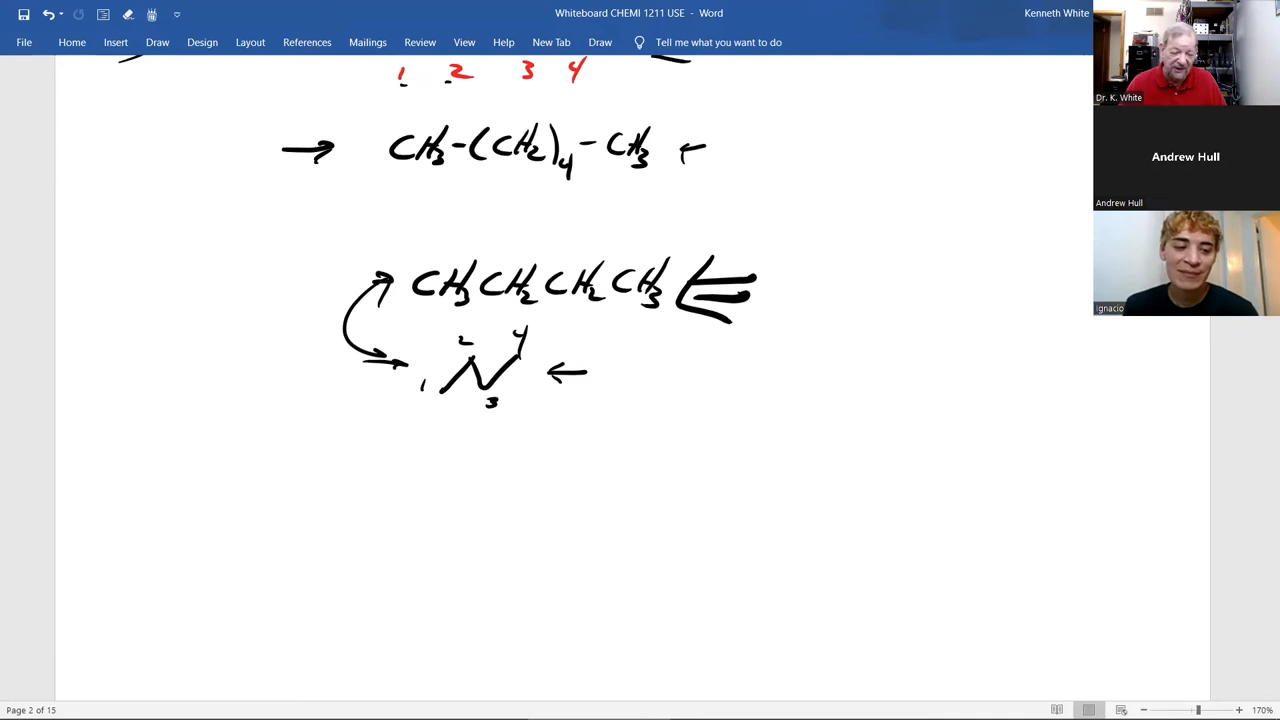 Whiteboard CHEMI 1211 USE - Word
Kenneth White
File Home Insert Draw Design Layout References Mailings Review View Help New Tab Draw Tell me what you want to do
1 2 3 4
CH3-(CH2)4-CH3
CH3CH2CH2CH3
2 4
1
3
Dr. K. White
Andrew Hull
Andrew Hull
Ignacio
Page 2 of 15
170%